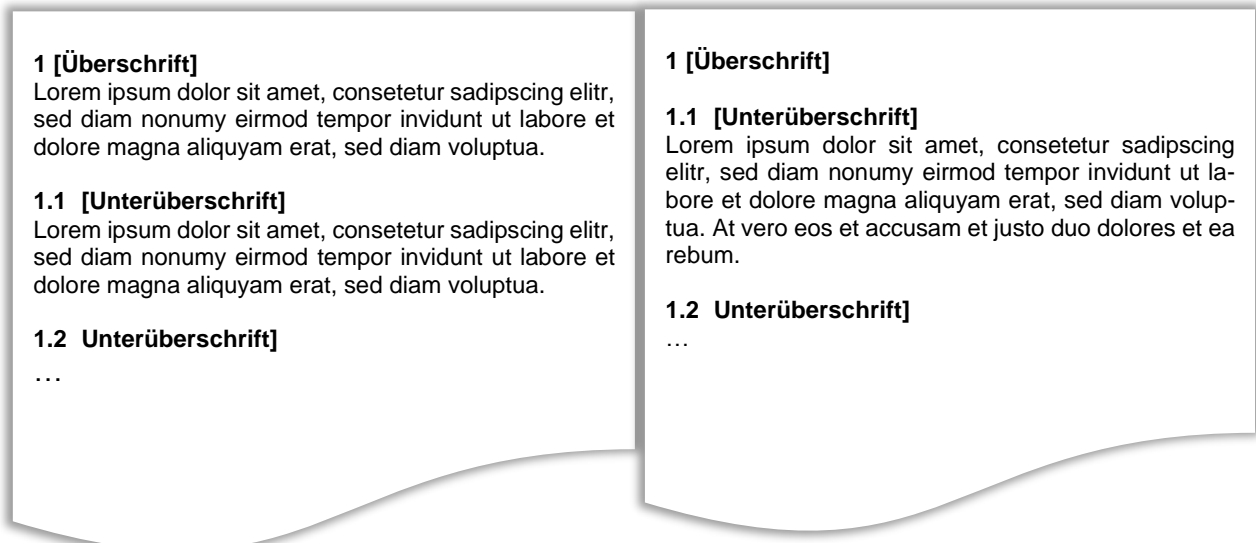 1 [Überschrift]
Lorem ipsum dolor sit amet, consetetur sadipscing elitr,
sed diam nonumy eirmod tempor invidunt ut labore et
dolore magna aliquyam erat, sed diam voluptua.
1.1 [Unterüberschrift]
Lorem ipsum dolor sit amet, consetetur sadipscing elitr,
sed diam nonumy eirmod tempor invidunt ut labore et
dolore magna aliquyam erat, sed diam voluptua.
1.2 Unterüberschrift]
…
1 [Überschrift]
1.1 [Unterüberschrift]
Lorem ipsum dolor sit amet, consetetur sadipscing
elitr, sed diam nonumy eirmod tempor invidunt ut la-
bore et dolore magna aliquyam erat, sed diam volup-
tua. At vero eos et accusam et justo duo dolores et ea
rebum.
1.2 Unterüberschrift]
…